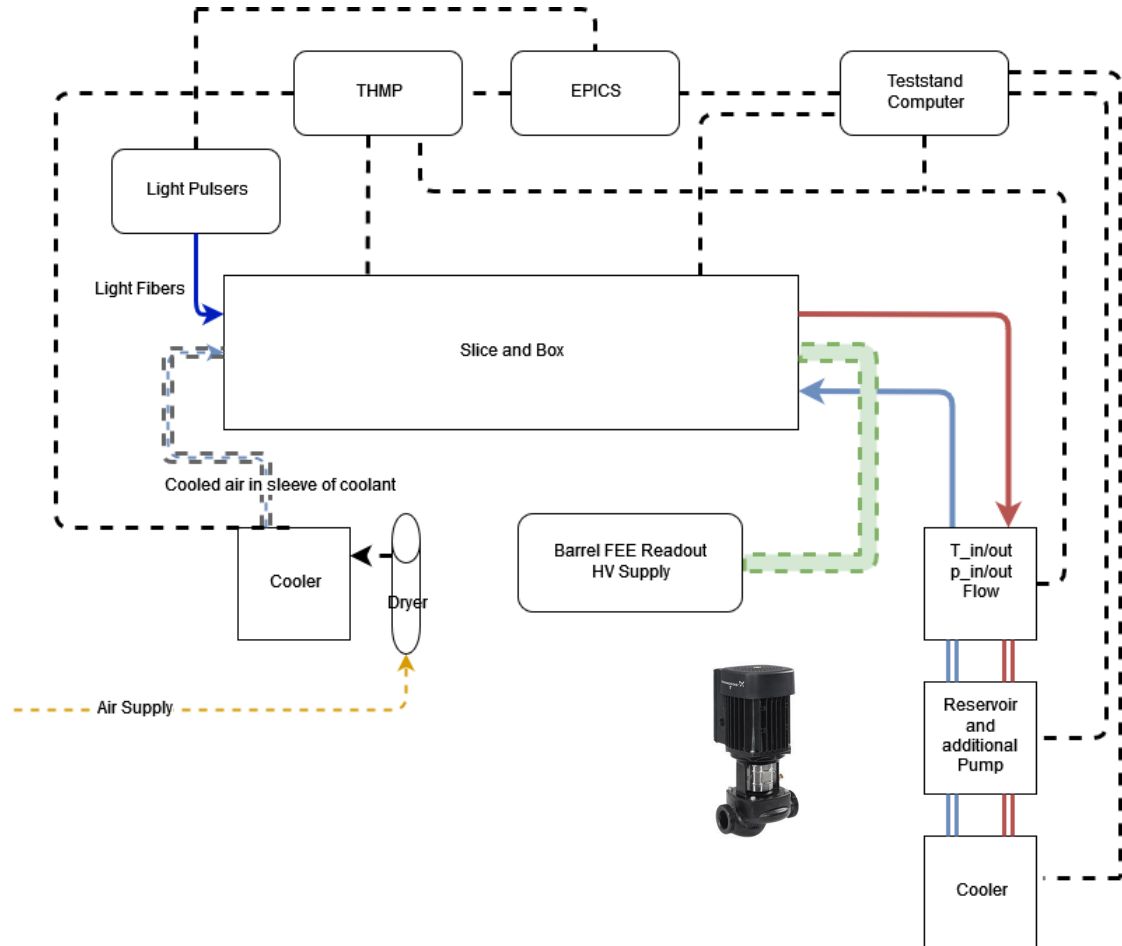 THMP
EPICS
Teststand
Computer
Light Pulsers
Light Fibers
Slice and Box
Cooled air in sleeve of coolant
Cooler
Dryer
Barrel FEE Readout
HV Supply
T_in/out
p_in/out
Flow
Air Supply
Reservoir
and
additional
Pump
Cooler